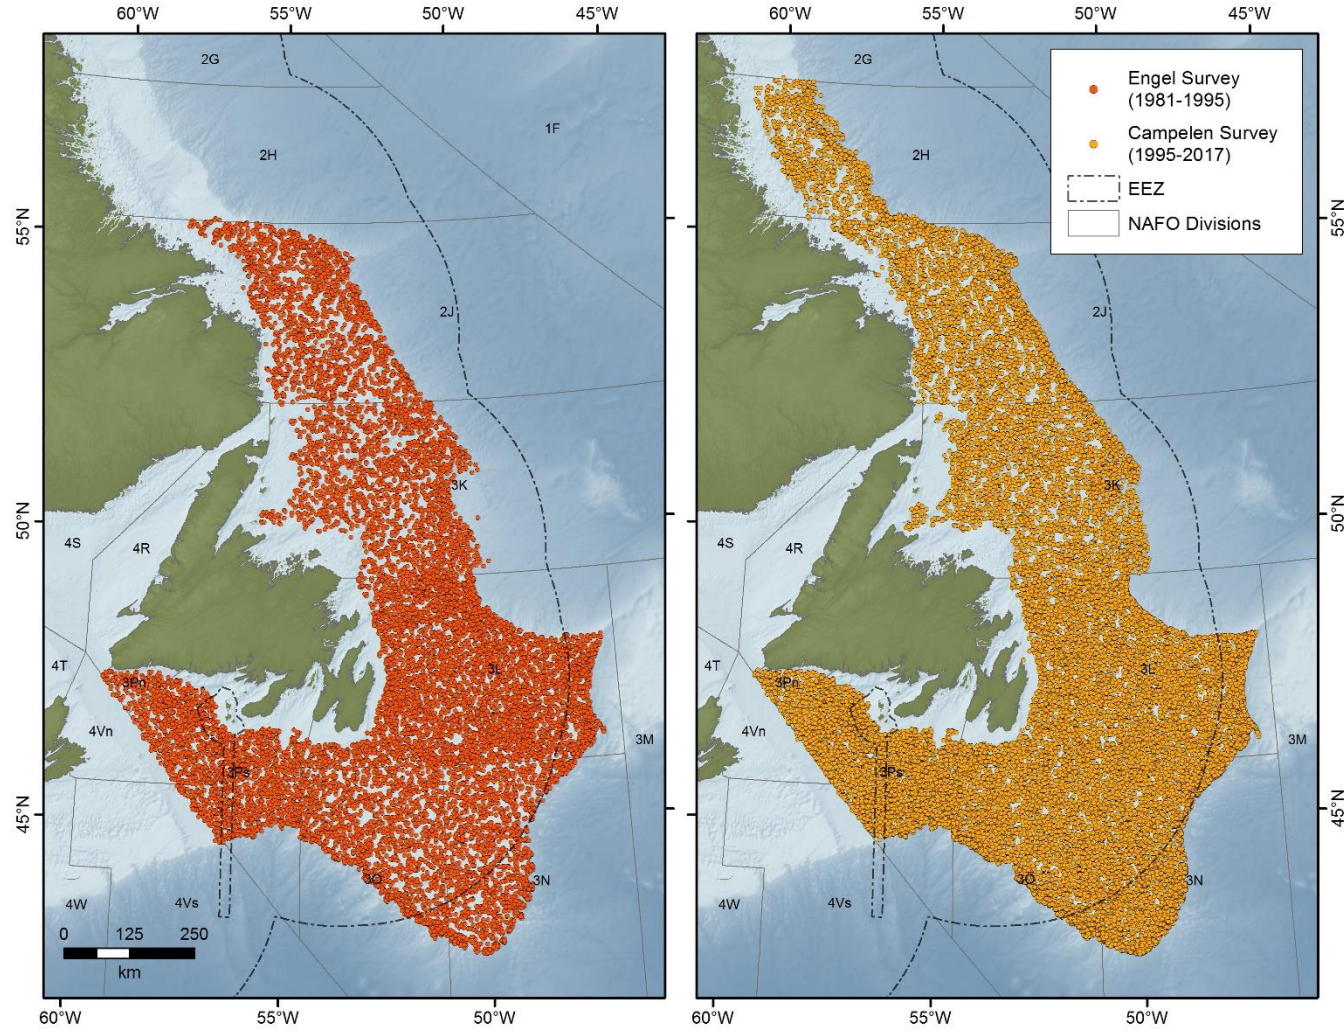 60°W 55°W 50°W 45°W 60°W 55°W 50°W 45°W
2G
1F
2H
2J
3K
4S
4R
3L
4T
3Pn
4Vn
3M
3Ps
3O
3N
4W
4Vs
0 125 250
km
55°N
50°N
45°N
2G
2H
2J
3K
4S
4R
3L
4T
3Pn
4Vn
3M
3Ps
3O
3N
4W
4Vs
Engel Survey
(1981-1995)
Campelen Survey
(1995-2017)
EEZ
NAFO Divisions
55°N
50°N
45°N
60°W 55°W 50°W 60°W 55°W 50°W